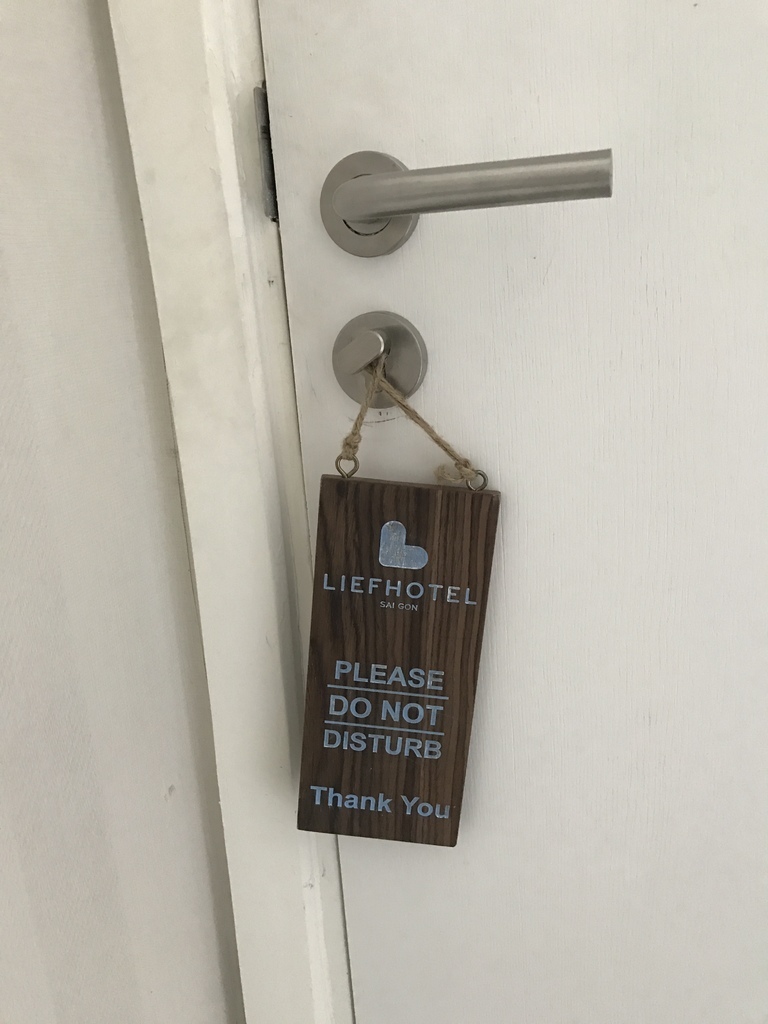 LIEFHOTEL
SAI GON
PLEASE
DO NOT
DISTURB
Thank You